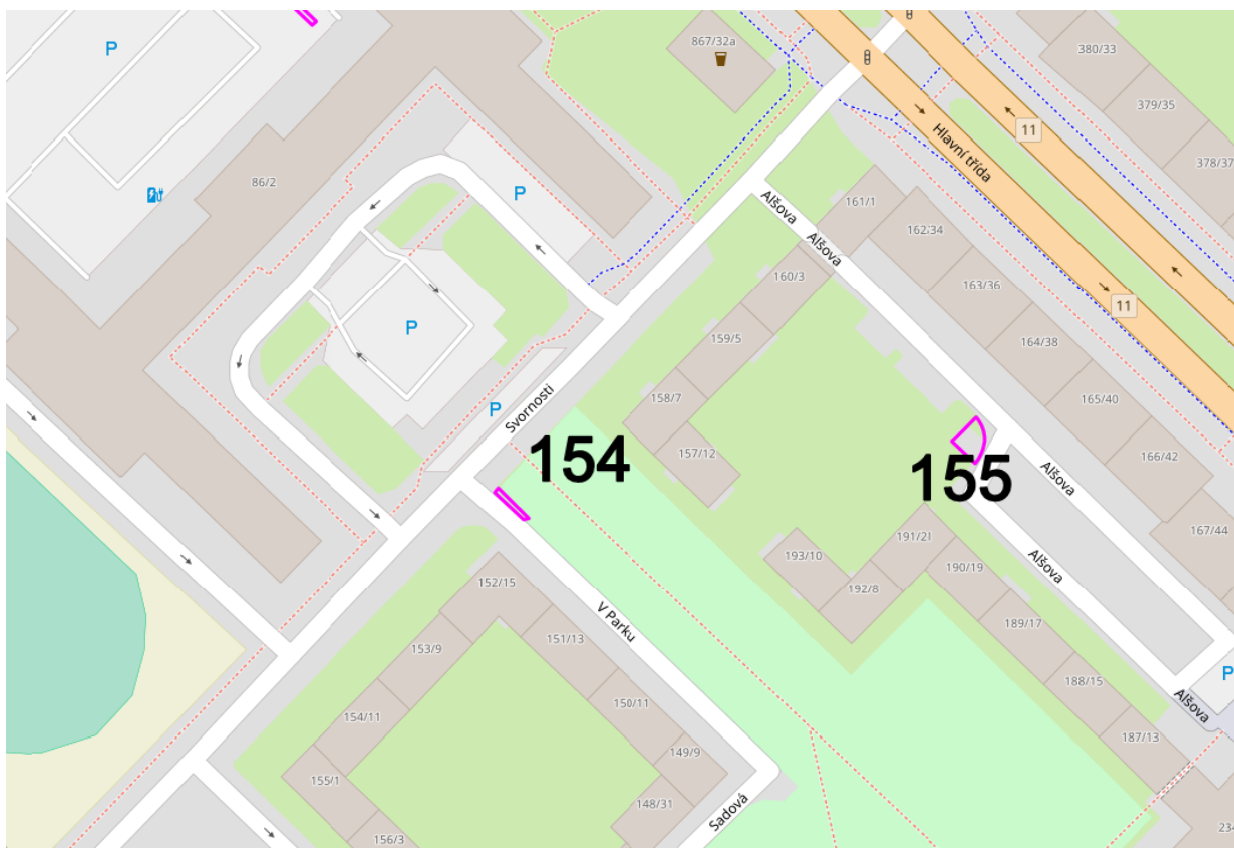 P
867/32a
380/33
379/35
11
Hlavní třída
378/37
86/2
P
Alšova
161/1
162/34
Alšova
160/3
163/36
11
P
159/5
164/38
Svornosti
P
158/7
165/40
154
157/12
155
Alšova
166/42
167/44
191/21
193/10
Alšova
190/19
152/15
192/8
V Parku
151/13
189/17
153/9
P
188/15
150/11
Alšova
154/11
187/13
149/9
155/1
148/31
Sadová
156/3
234